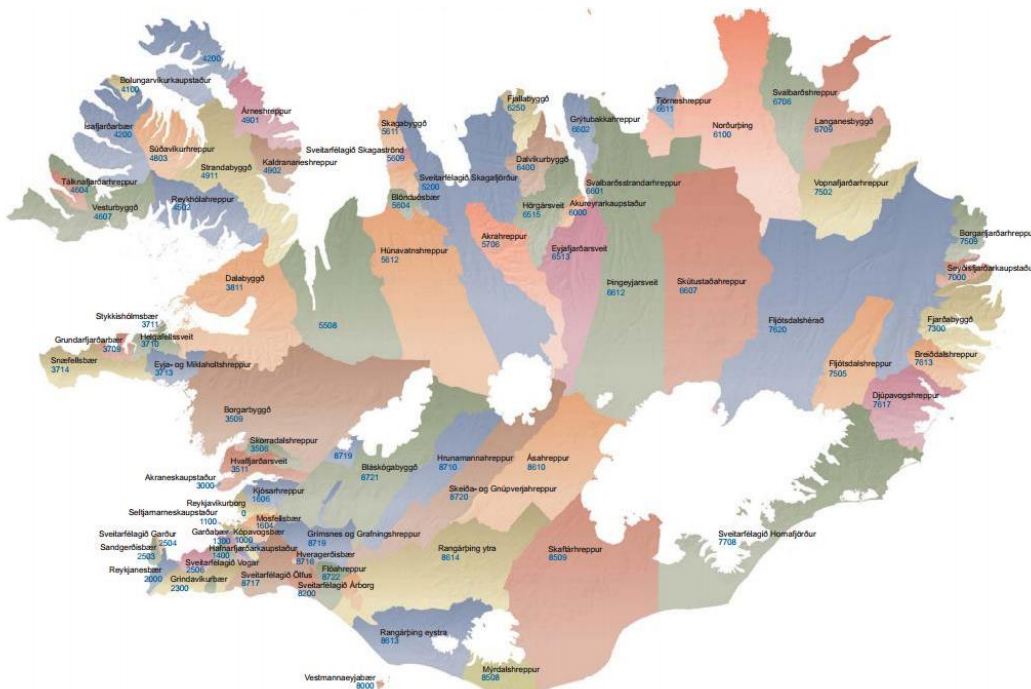 4200
Bolungarvíkurkaupstaður
4100
Árneshreppur
4901
Ísafjarðarbær
4200
Súðavíkurhreppur
4803
Strandabyggð
4911
Kaldrananeshreppur
4902
Tálknafjarðarhreppur
4604
Vesturbyggð
4607
Reykhólahreppur
4502
Dalabyggð
3811
Stykkishólmsbær
3711
Helgafellssveit
3710
Grundarfjarðarbær
3709
Snæfellsbær
3714
Eyja- og Miklaholtshreppur
3713
Borgarbyggð
3509
Skorradalshreppur
3506
Hvalfjarðarsveit
3511
Akraneskaupstaður
3000
Skagabyggð
5611
Sveitarfélagið Skagaströnd
5609
Sveitarfélagið Skagafjörður
5200
Blönduósbær
5604
Húnavatnshreppur
5612
5508
Akrahreppur
5706
Fjallabyggð
6250
Dalvíkurbyggð
6400
Hörgársveit
6515
Grýtubakkahreppur
6602
Svalbarðsstrandarhreppur
6601
Akureyrarkaupstaður
6000
Eyjafjarðarsveit
6513
Þingeyjarsveit
6612
Skútustaðahreppur
6607
Tjörneshreppur
6611
Norðurþing
6100
Svalbarðshreppur
6706
Langanesbyggð
6709
Vopnafjarðarhreppur
7502
Borgarfjarðarhreppu
7509
Seyðisfjarðarkaupstaðu
7000
Fljótsdalshérað
7620
Fjarðabyggð
7300
Fljótsdalshreppur
7505
Breiðdalshreppur
7613
Djúpavogshreppur
7617
Sveitarfélagið Hornafjörður
7708
8719
Bláskógabyggð
8721
Hrunamannahreppur
8710
Ásahreppur
8610
Skeiða- og Gnúpverjahreppur
8720
Kjósarhreppur
1606
Reykjavíkurborg
0
Seltjarnarneskaupstaður
1100
Mosfellsbær
1604
Garðabær
1300
Kópavogsbær
1000
Hafnarfjarðarkaupstaður
1400
Grímsnes og Grafningshreppur
8719
Sveitarfélagið Garður
2504
Sandgerðisbær
2503
Reykjanesbær
2000
Sveitarfélagið Vogar
2506
Grindavíkurbær
2300
Hveragerðisbær
8716
Sveitarfélagið Ölfus
8717
Flóahreppur
8722
Sveitarfélagið Árborg
8200
Rangárþing ytra
8614
Skaftárhreppur
8509
Rangárþing eystra
8613
Mýrdalshreppur
8508
Vestmannaeyjabær
8000